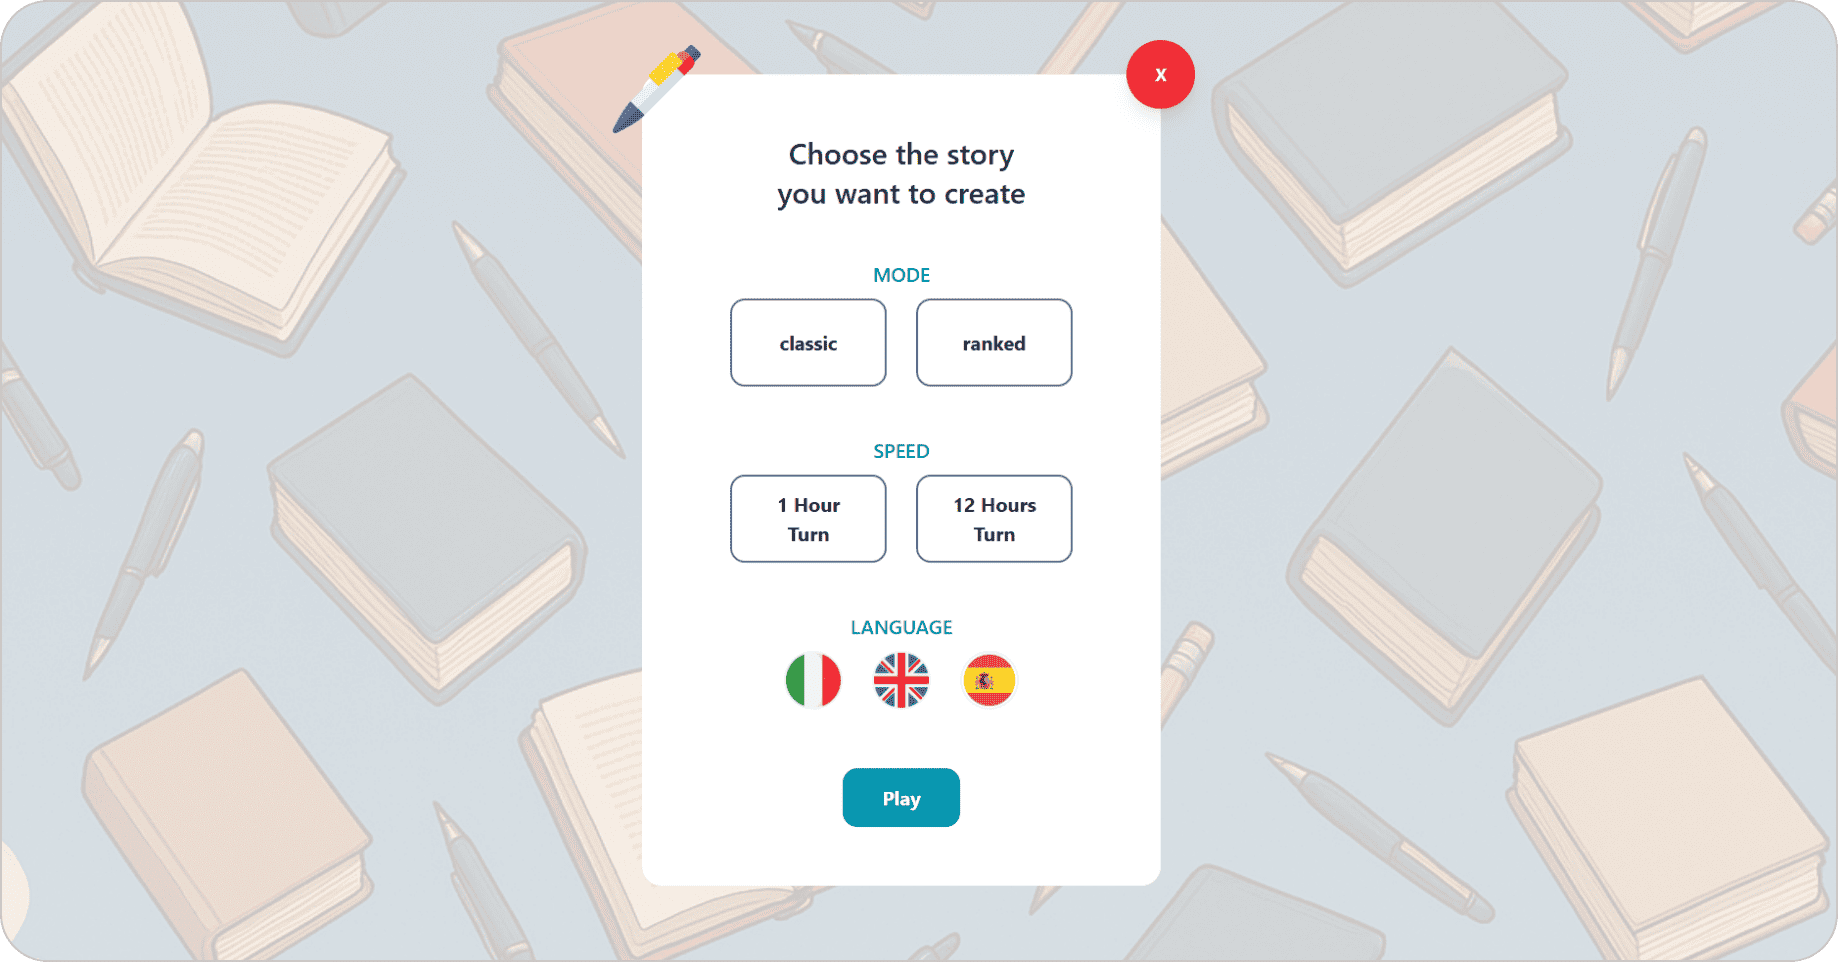 X
Choose the story
you want to create
MODE
classic
ranked
SPEED
1 Hour
Turn
12 Hours
Turn
LANGUAGE
Play